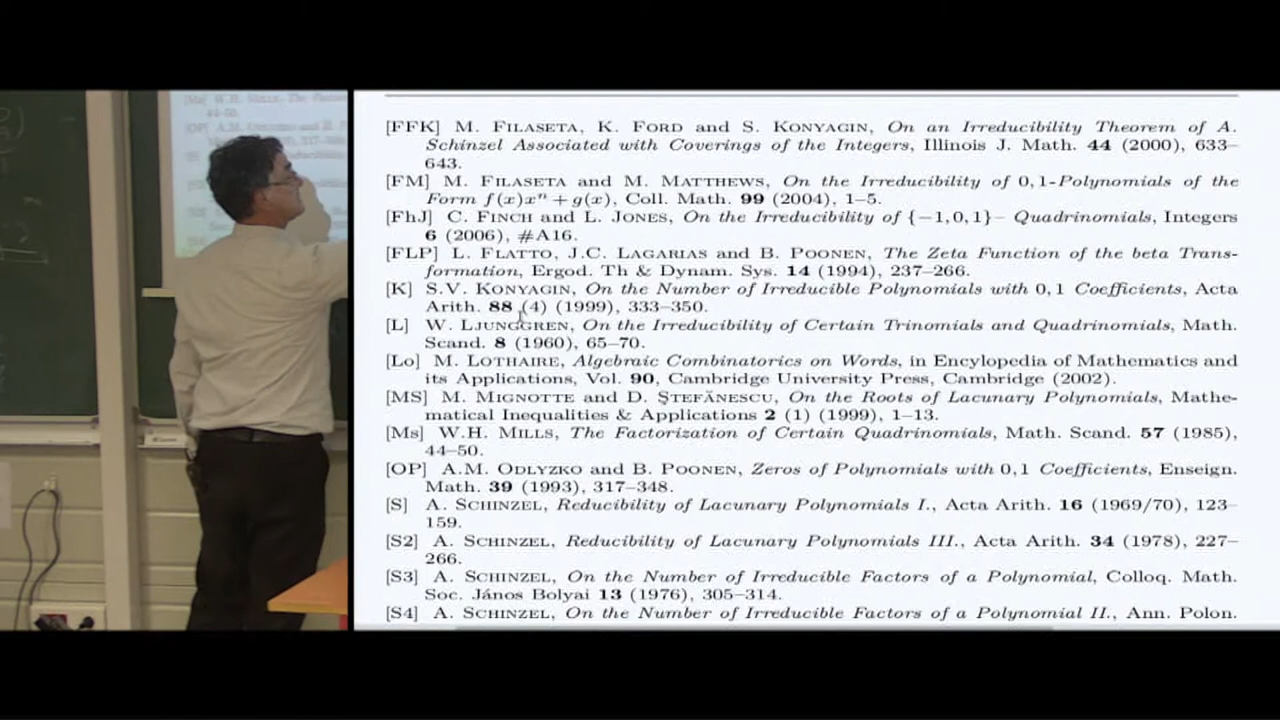 [FFK] M. FILASETA, K. FORD and S. KONYAGIN, On an Irreducibility Theorem of A.
Schinzel Associated with Coverings of the Integers, Illinois J. Math. 44 (2000), 633–
643.
[FM] M. FILASETA and M. MATTHEWS, On the Irreducibility of 0,1-Polynomials of the
Form f(x)xⁿ + g(x), Coll. Math. 99 (2004), 1–5.
[FhJ] C. FINCH and L. JONES, On the Irreducibility of {−1,0,1}– Quadrinomials, Integers
6 (2006), #A16.
[FLP] L. FLATTO, J.C. LAGARIAS and B. POONEN, The Zeta Function of the beta Trans-
formation, Ergod. Th & Dynam. Sys. 14 (1994), 237–266.
[K] S.V. KONYAGIN, On the Number of Irreducible Polynomials with 0,1 Coefficients, Acta
Arith. 88 (4) (1999), 333–350.
[L] W. LJUNGGREN, On the Irreducibility of Certain Trinomials and Quadrinomials, Math.
Scand. 8 (1960), 65–70.
[Lo] M. LOTHAIRE, Algebraic Combinatorics on Words, in Encyclopedia of Mathematics and
its Applications, Vol. 90, Cambridge University Press, Cambridge (2002).
[MS] M. MIGNOTTE and D. ŞTEFĂNESCU, On the Roots of Lacunary Polynomials, Mathe-
matical Inequalities & Applications 2 (1) (1999), 1–13.
[Ms] W.H. MILLS, The Factorization of Certain Quadrinomials, Math. Scand. 57 (1985),
44–50.
[OP] A.M. ODLYZKO and B. POONEN, Zeros of Polynomials with 0,1 Coefficients, Enseign.
Math. 39 (1993), 317–348.
[S] A. SCHINZEL, Reducibility of Lacunary Polynomials I., Acta Arith. 16 (1969/70), 123–
159.
[S2] A. SCHINZEL, Reducibility of Lacunary Polynomials III., Acta Arith. 34 (1978), 227–
266.
[S3] A. SCHINZEL, On the Number of Irreducible Factors of a Polynomial, Colloq. Math.
Soc. János Bolyai 13 (1976), 305–314.
[S4] A. SCHINZEL, On the Number of Irreducible Factors of a Polynomial II., Ann. Polon.